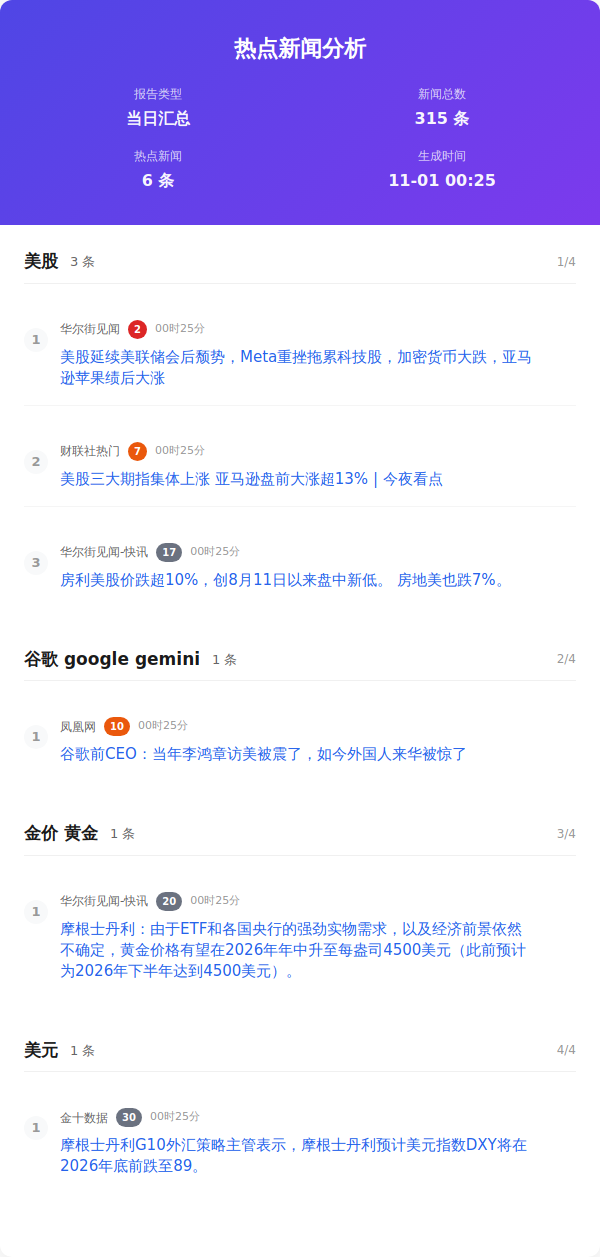 热点新闻分析
报告类型
新闻总数
当日汇总
315 条
热点新闻
生成时间
6 条
11-01 00:25
美股 3 条 1/4
1 华尔街见闻 2 00时25分
美股延续美联储会后颓势，Meta重挫拖累科技股，加密货币大跌，亚马
逊苹果绩后大涨
2 财联社热门 7 00时25分
美股三大期指集体上涨 亚马逊盘前大涨超13% | 今夜看点
3 华尔街见闻-快讯 17 00时25分
房利美股价跌超10%，创8月11日以来盘中新低。 房地美也跌7%。
谷歌 google gemini 1 条 2/4
1 凤凰网 10 00时25分
谷歌前CEO：当年李鸿章访美被震了，如今外国人来华被惊了
金价 黄金 1 条 3/4
1 华尔街见闻-快讯 20 00时25分
摩根士丹利：由于ETF和各国央行的强劲实物需求，以及经济前景依然
不确定，黄金价格有望在2026年年中升至每盎司4500美元（此前预计
为2026年下半年达到4500美元）。
美元 1 条 4/4
1 金十数据 30 00时25分
摩根士丹利G10外汇策略主管表示，摩根士丹利预计美元指数DXY将在
2026年底前跌至89。